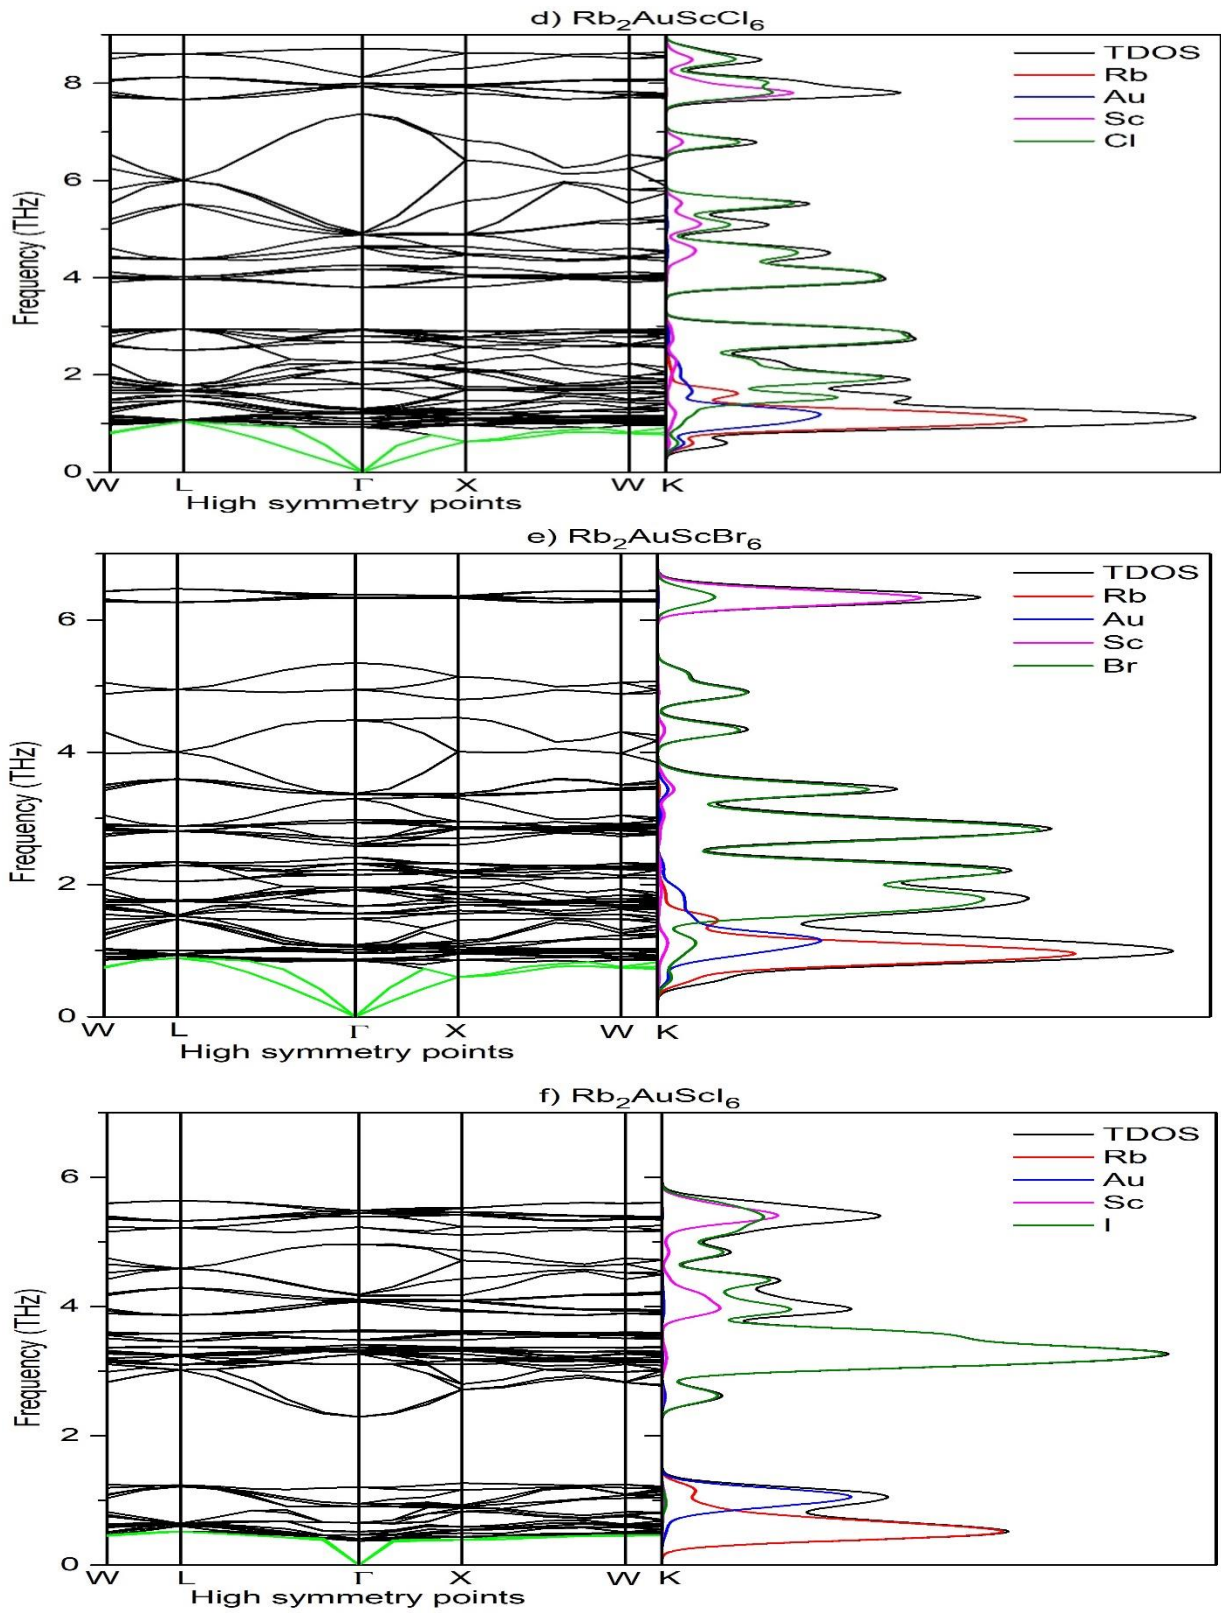 d) Rb2AuScCl6
Frequency (THz)
8
6
4
2
0
W L Γ X W K
High symmetry points
TDOS
Rb
Au
Sc
Cl
e) Rb2AuScBr6
Frequency (THz)
6
4
2
0
W L Γ X W K
High symmetry points
TDOS
Rb
Au
Sc
Br
f) Rb2AuScI6
Frequency (THz)
6
4
2
0
W L Γ X W K
High symmetry points
TDOS
Rb
Au
Sc
I